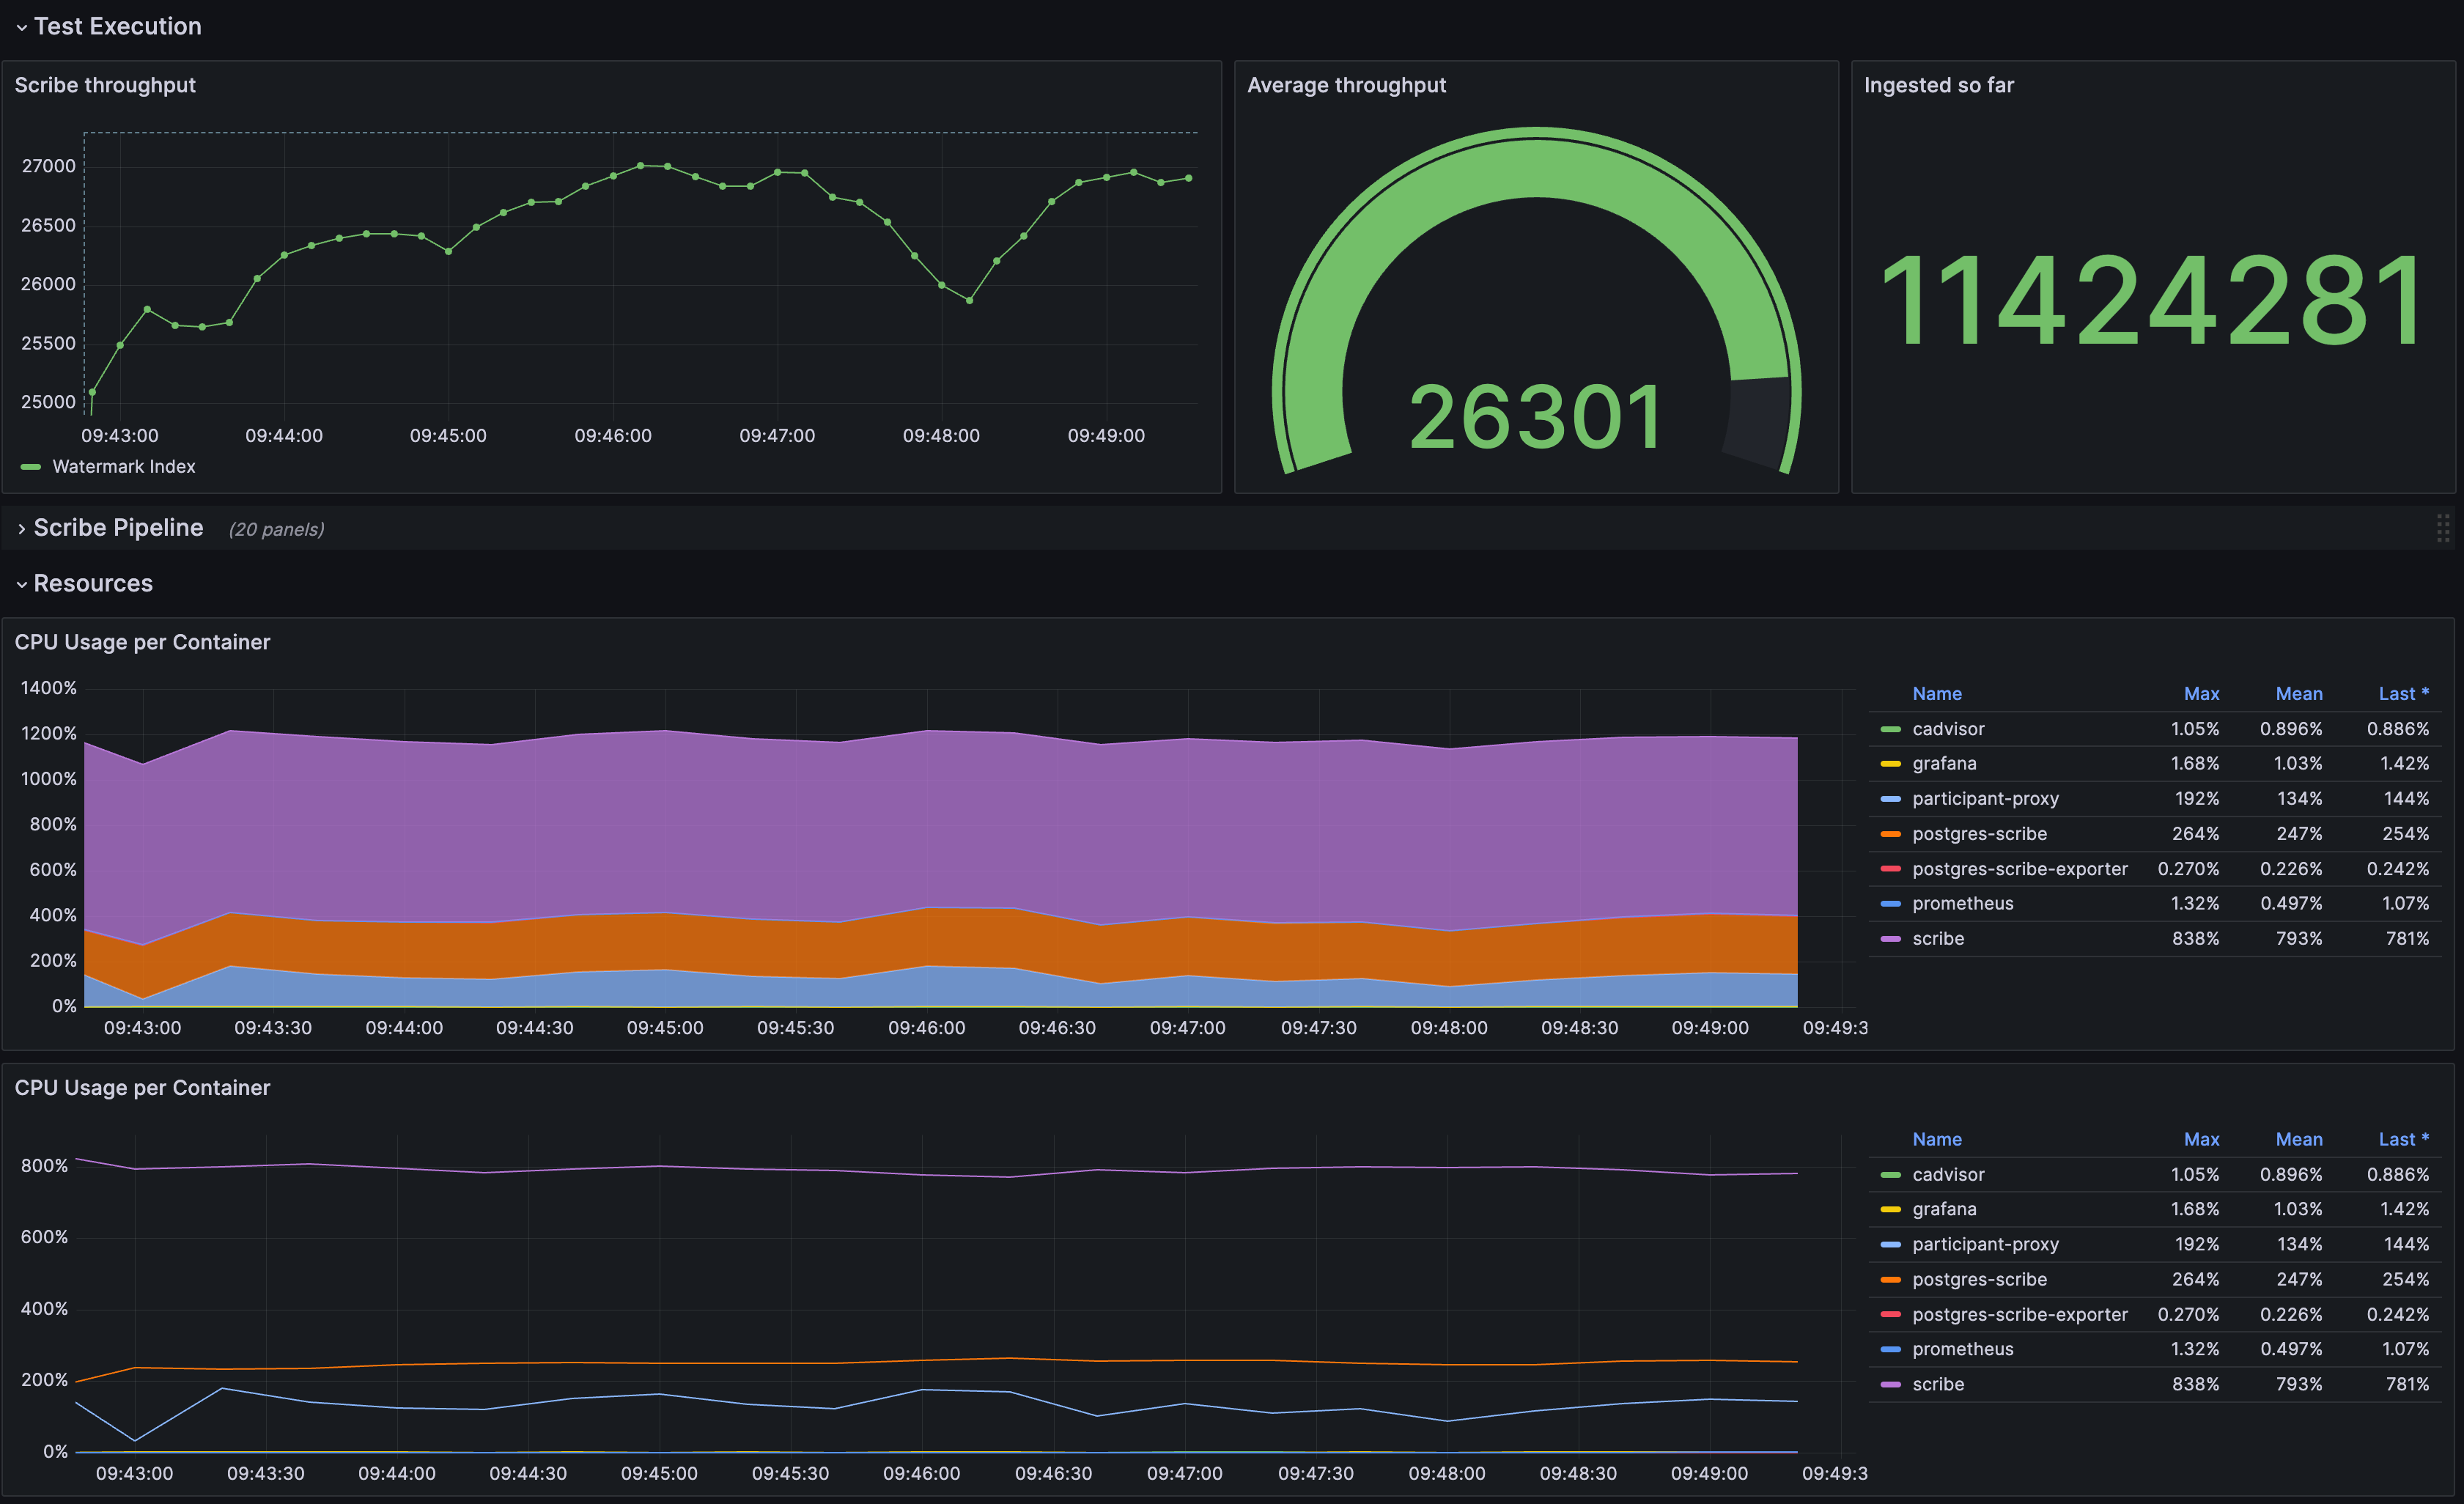 Test Execution
Scribe throughput
27000
26500
26000
25500
25000
09:43:00 09:44:00 09:45:00 09:46:00 09:47:00 09:48:00 09:49:00
Watermark Index
Average throughput
26301
Ingested so far
11424281
Scribe Pipeline (20 panels)
Resources
CPU Usage per Container
1400%
1200%
1000%
800%
600%
400%
200%
0%
09:43:00 09:43:30 09:44:00 09:44:30 09:45:00 09:45:30 09:46:00 09:46:30 09:47:00 09:47:30 09:48:00 09:48:30 09:49:00 09:49:3
Name Max Mean Last *
cadvisor 1.05% 0.896% 0.886%
grafana 1.68% 1.03% 1.42%
participant-proxy 192% 134% 144%
postgres-scribe 264% 247% 254%
postgres-scribe-exporter 0.270% 0.226% 0.242%
prometheus 1.32% 0.497% 1.07%
scribe 838% 793% 781%
CPU Usage per Container
800%
600%
400%
200%
0%
09:43:00 09:43:30 09:44:00 09:44:30 09:45:00 09:45:30 09:46:00 09:46:30 09:47:00 09:47:30 09:48:00 09:48:30 09:49:00 09:49:3
Name Max Mean Last *
cadvisor 1.05% 0.896% 0.886%
grafana 1.68% 1.03% 1.42%
participant-proxy 192% 134% 144%
postgres-scribe 264% 247% 254%
postgres-scribe-exporter 0.270% 0.226% 0.242%
prometheus 1.32% 0.497% 1.07%
scribe 838% 793% 781%